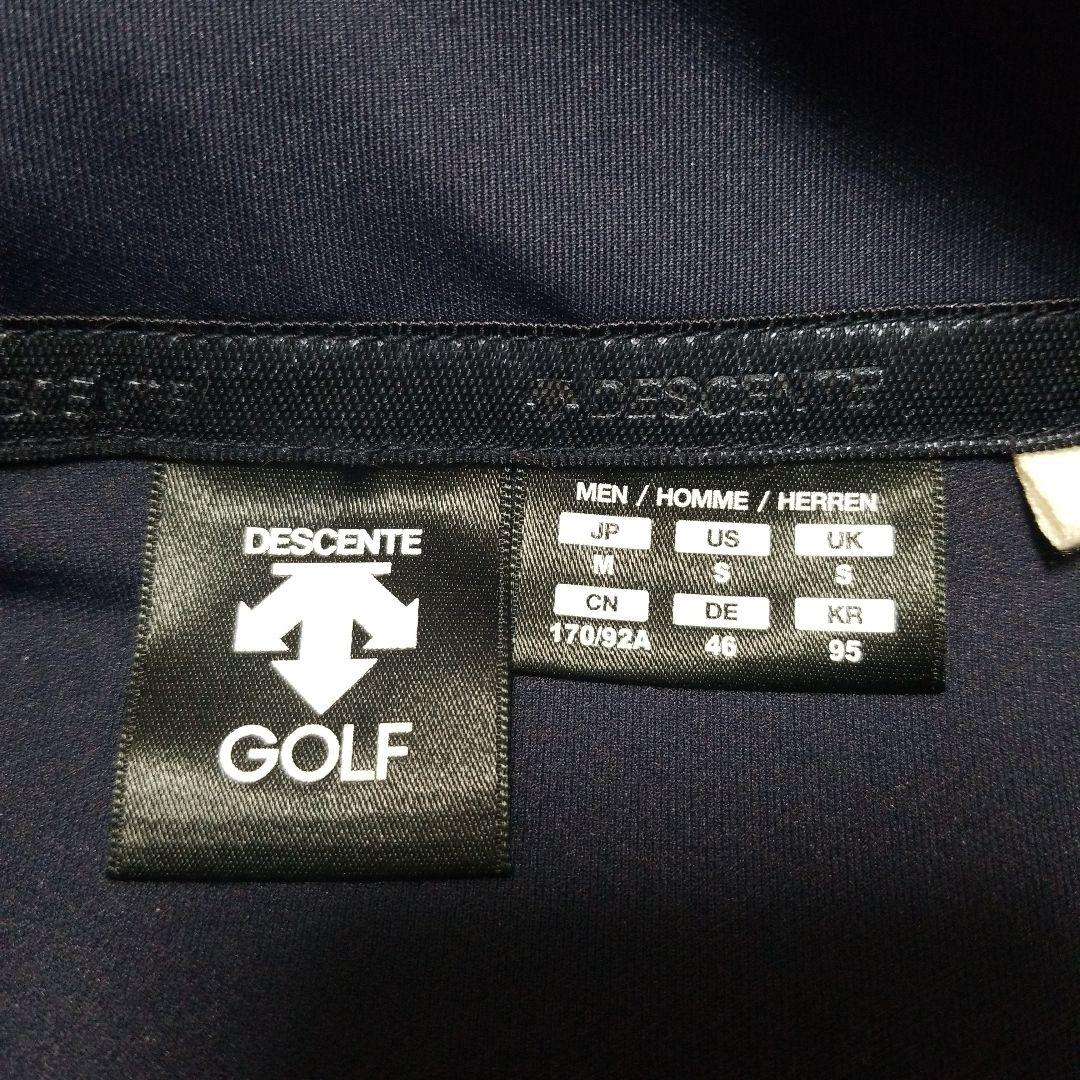 DESCENTE
DESCENTE
GOLF
MEN / HOMME / HERREN
JP US UK
M S S
CN DE KR
170/92A 46 95